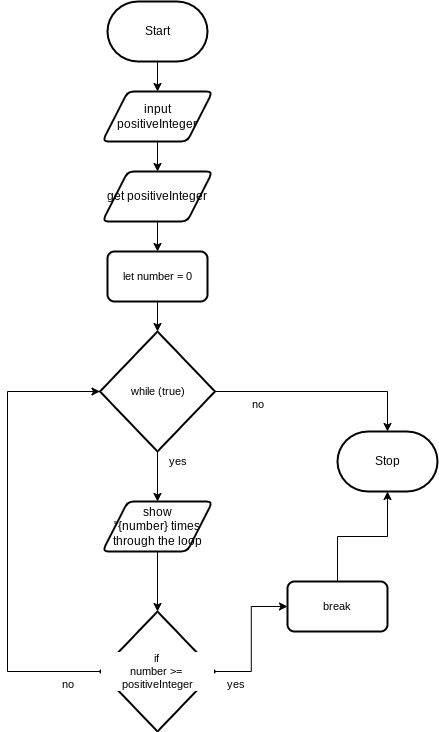 Start
input
positiveInteger
get positiveInteger
let number = 0
while (true)
no
yes
Stop
show
"{number} times
through the loop
break
if
number >=
positiveInteger
no
yes